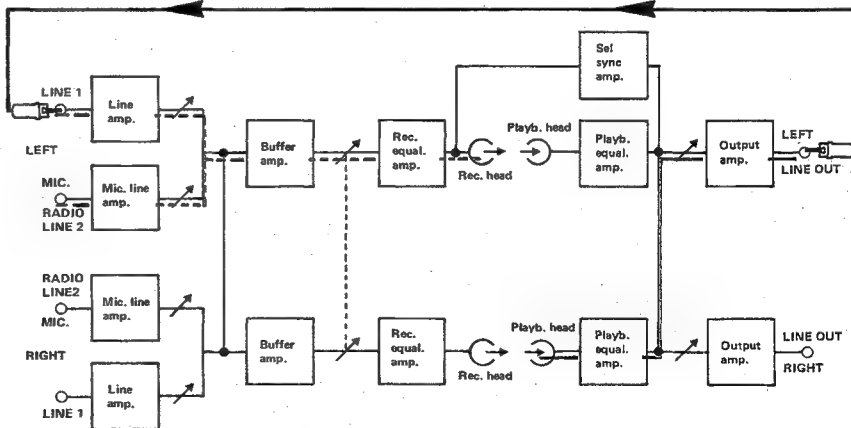 Sel
sync
amp.
LINE 1
Line
amp.
LEFT
MIC.
RADIO
LINE 2
Mic. line
amp.
Buffer
amp.
Rec.
equal.
amp.
Playb. head
Rec. head
Playb.
equal.
amp.
Output
amp.
LEFT
LINE OUT
RADIO
LINE2
MIC.
Mic. line
amp.
RIGHT
LINE 1
Line
amp.
Buffer
amp.
Rec.
equal.
amp.
Playb. head
Rec. head
Playb.
equal.
amp.
Output
amp.
LINE OUT
RIGHT